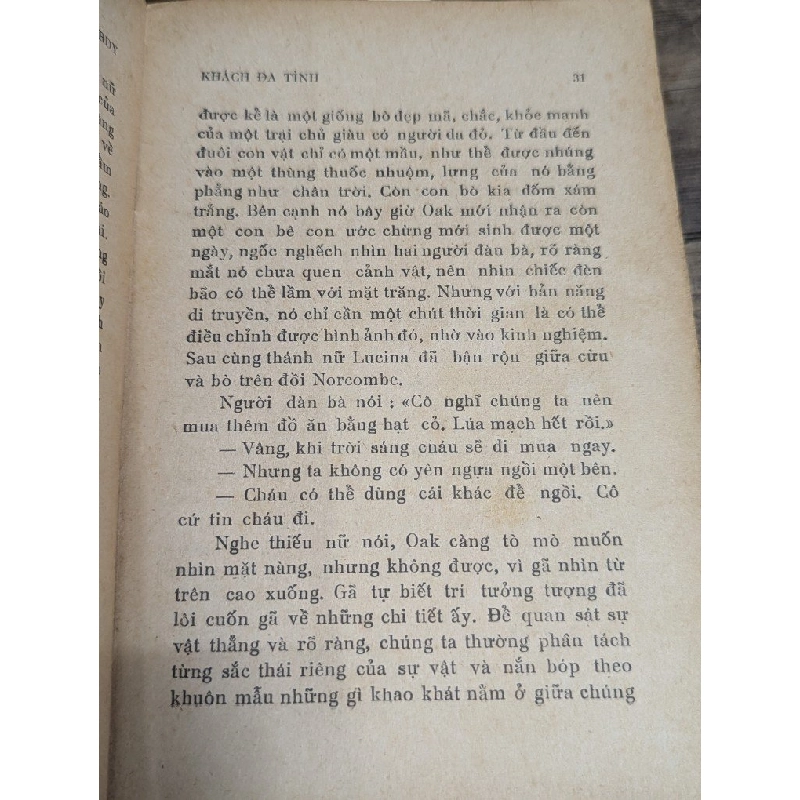 KHÁCH ĐA TÌNH 31
được kể là một giống bò đẹp mã, chắc, khỏe mạnh
của một trại chủ giàu có người da đỏ. Từ đầu đến
đuôi con vật chỉ có một mầu, như thể được nhúng
vào một thùng thuốc nhuộm, lưng của nó bằng
phẳng như chân trời. Còn con bò kia đốm xám
trắng. Bên cạnh nó bây giờ Oak mới nhận ra còn
một con bê con ước chừng mới sinh được một
ngày, ngốc nghếch nhìn hai người đàn bà, rõ ràng
mắt nó chưa quen cảnh vật, nên nhìn chiếc đèn
bão có thể lầm với mặt trăng. Nhưng với bản năng
di truyền, nó chỉ cần một chút thời gian là có thể
điều chỉnh được hình ảnh đó, nhờ vào kinh nghiệm.
Sau cùng thánh nữ Lucina đã bận rộn giữa cừu
và bò trên đồi Norcombe.
Người đàn bà nói : «Cô nghĩ chúng ta nên
mua thêm đồ ăn bằng hạt cỏ. Lúa mạch hết rồi.»
— Vâng, khi trời sáng cháu sẽ đi mua ngay.
— Nhưng ta không có yên ngựa ngồi một bên.
— Cháu có thể dùng cái khác để ngồi. Cô
cứ tin cháu đi.
Nghe thiếu nữ nói, Oak càng tò mò muốn
nhìn mặt nàng, nhưng không được, vì gã nhìn từ
trên cao xuống. Gã tự biết trí tưởng tượng đã
lôi cuốn gã về những chi tiết ấy. Để quan sát sự
vật thẳng và rõ ràng, chúng ta thường phân tách
từng sắc thái riêng của sự vật và nắn bóp theo
khuôn mẫu những gì khao khát nằm ở giữa chúng